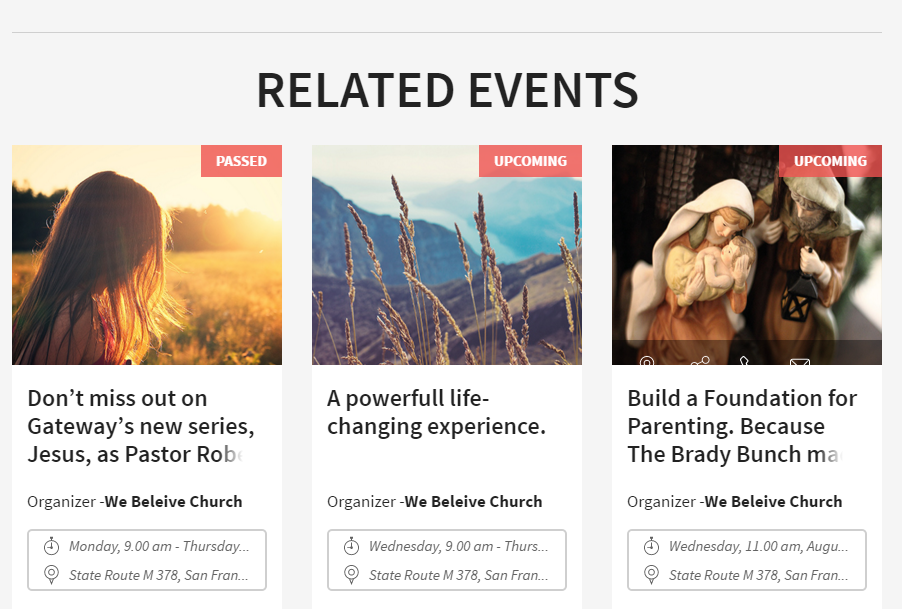 RELATED EVENTS
PASSED
Don’t miss out on
Gateway’s new series,
Jesus, as Pastor Robe
Organizer -We Beleive Church
Monday, 9.00 am - Thursday...
State Route M 378, San Fran...
UPCOMING
A powerfull life-
changing experience.
Organizer -We Beleive Church
Wednesday, 9.00 am - Thurs...
State Route M 378, San Fran...
UPCOMING
Build a Foundation for
Parenting. Because
The Brady Bunch ma
Organizer -We Beleive Church
Wednesday, 11.00 am, Augu...
State Route M 378, San Fran...